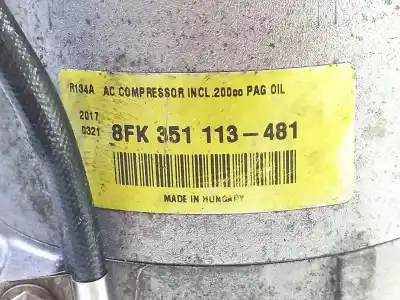 R134A AC COMPRESSOR INCL.200cc PAG OIL
2017
0321 8FK 351 113-481
MADE IN HUNGARY